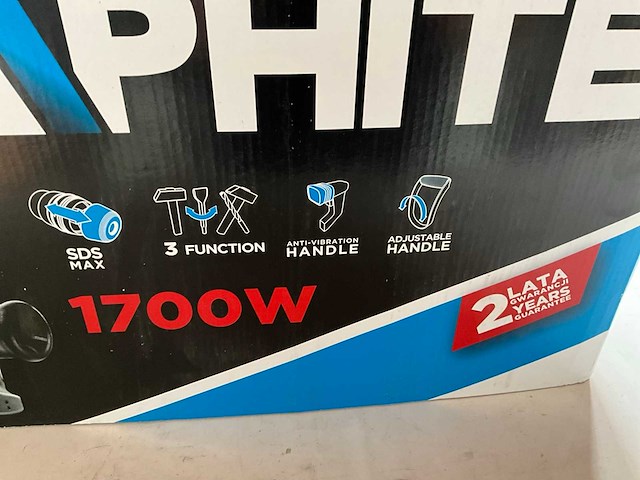 APHITE
SDS
MAX
3 FUNCTION
ANTI-VIBRATION
HANDLE
ADJUSTABLE
HANDLE
1700W
2 LATA
GWARANCJI
YEARS
GUARANTEE